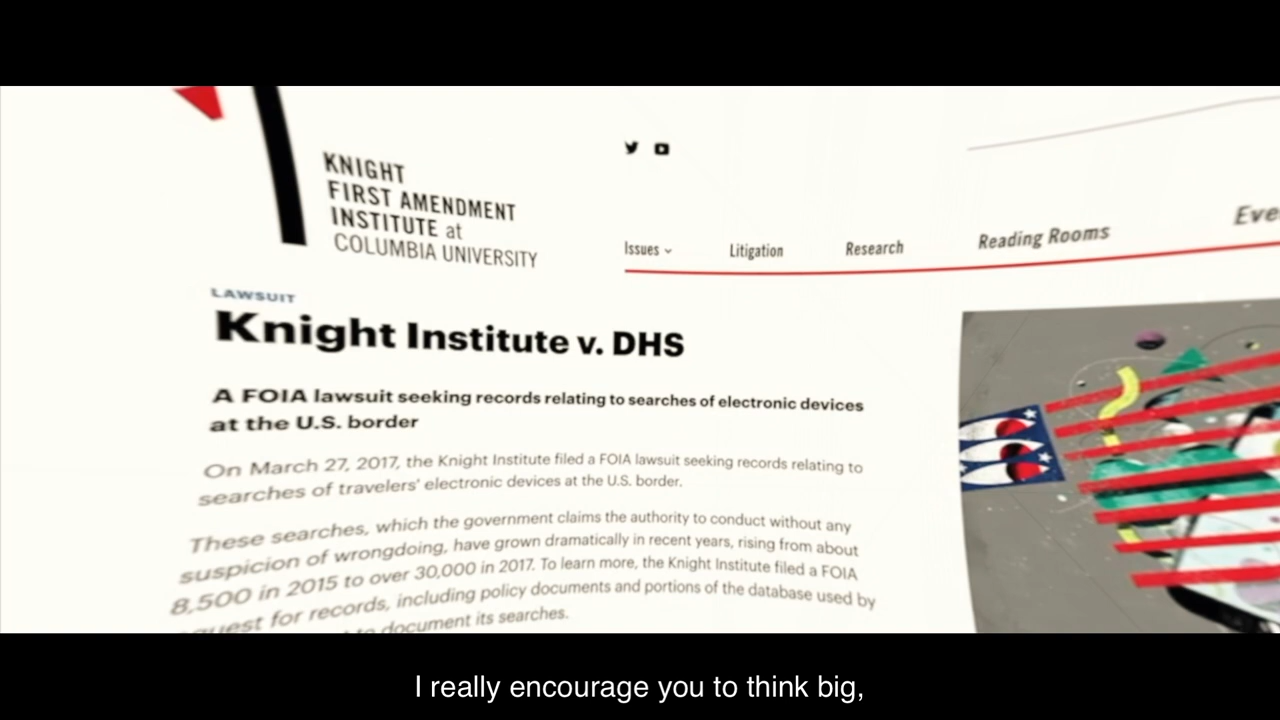 KNIGHT
FIRST AMENDMENT
INSTITUTE at
COLUMBIA UNIVERSITY
Issues
Litigation
Research
Reading Rooms
LAWSUIT
Knight Institute v. DHS
A FOIA lawsuit seeking records relating to searches of electronic devices
at the U.S. border
On March 27, 2017, the Knight Institute filed a FOIA lawsuit seeking records relating to
searches of travelers' electronic devices at the U.S. border.
These searches, which the government claims the authority to conduct without any
suspicion of wrongdoing, have grown dramatically in recent years, rising from about
8,500 in 2015 to over 30,000 in 2017. To learn more, the Knight Institute filed a FOIA
for records, including policy documents and portions of the database used by
document its searches.
I really encourage you to think big,